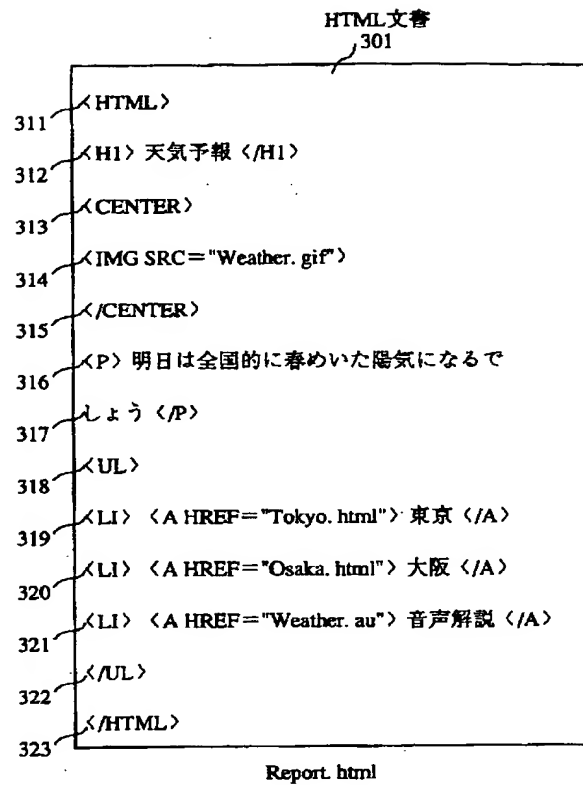 HTML文書
301
311 〈HTML〉
312 〈H1〉天気予報〈/H1〉
313 〈CENTER〉
314 〈IMG SRC="Weather. gif"〉
315 〈/CENTER〉
316 〈P〉明日は全国的に春めいた陽気になるで
317 しょう〈/P〉
318 〈UL〉
319 〈LI〉〈A HREF="Tokyo. html"〉東京〈/A〉
320 〈LI〉〈A HREF="Osaka. html"〉大阪〈/A〉
321 〈LI〉〈A HREF="Weather. au"〉音声解説〈/A〉
322 〈/UL〉
323 〈/HTML〉
Report. html